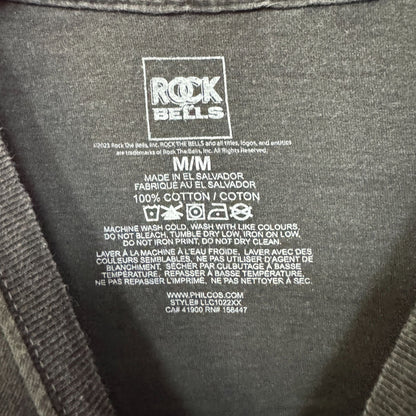 ROCK
THE
BELLS
©2023 Rock The Bells, Inc. ROCK THE BELLS and all titles, logos, and entities
are trademarks of Rock The Bells, Inc. All Rights Reserved.
M/M
MADE IN EL SALVADOR
FABRIQUÉ AU EL SALVADOR
100% COTTON / COTON
MACHINE WASH COLD, WASH WITH LIKE COLOURS,
DO NOT BLEACH, TUMBLE DRY LOW, IRON ON LOW,
DO NOT IRON PRINT, DO NOT DRY CLEAN.
LAVER À LA MACHINE À L'EAU FROIDE, LAVER AVEC DES
COULEURS SEMBLABLES, NE PAS UTILISER D'AGENT DE
BLANCHIMENT, SÉCHER PAR CULBUTAGE À BASSE
TEMPÉRATURE, REPASSER À BASSE TEMPÉRATURE,
NE PAS REPASSER L'IMPRIME, NE PAS NETTOYER À SEC.
WWW.PHILCOS.COM
STYLE# LLC1022XX
CA# 41900 RN# 156447